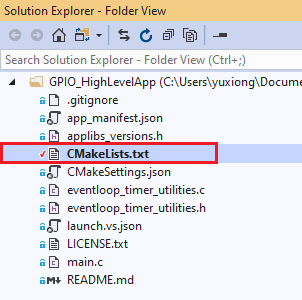 Solution Explorer - Folder View
Search Solution Explorer - Folder View (Ctrl+;)
GPIO_HighLevelApp (C:\Users\yuxiong\Docume
.gitignore
app_manifest.json
applibs_versions.h
CMakeLists.txt
CMakeSettings.json
eventloop_timer_utilities.c
eventloop_timer_utilities.h
launch.vs.json
LICENSE.txt
main.c
README.md